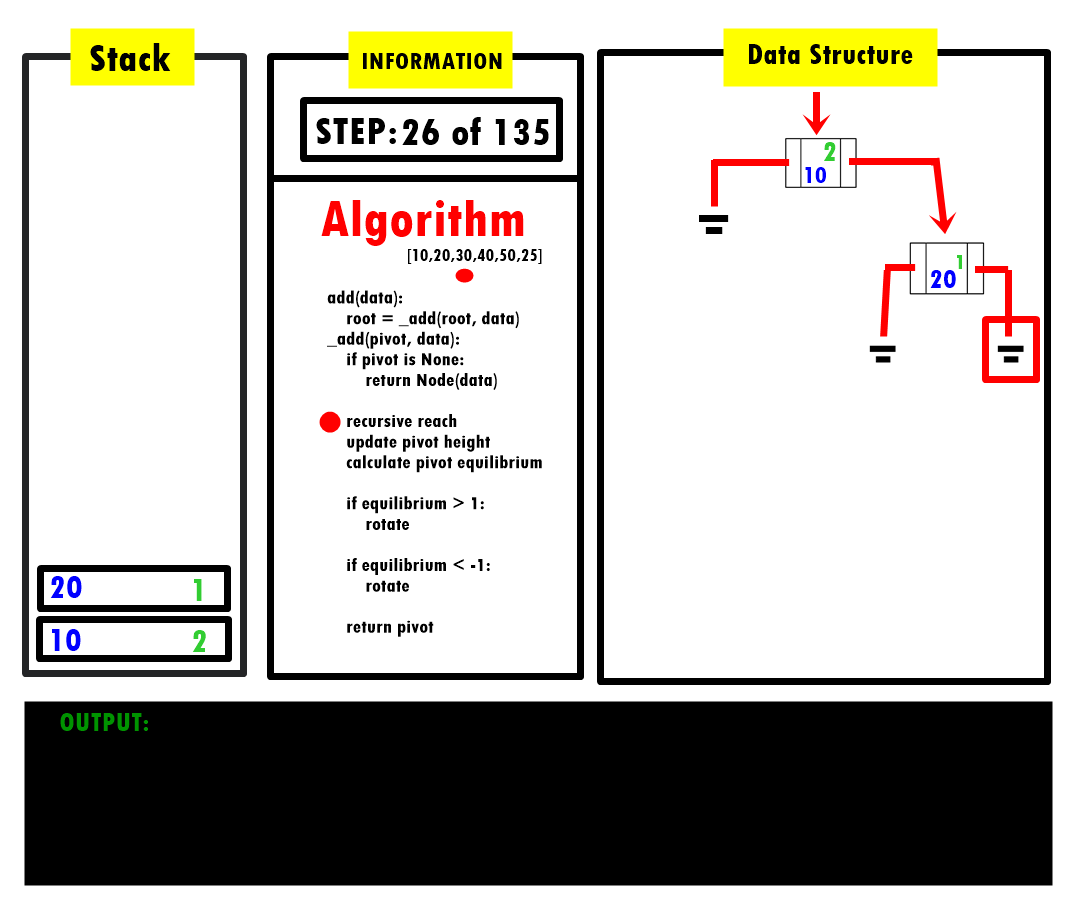 Stack
20 1
10 2
INFORMATION
STEP:26 of 135
Algorithm
[10,20,30,40,50,25]
add(data):
root = _add(root, data)
_add(pivot, data):
if pivot is None:
return Node(data)
recursive reach
update pivot height
calculate pivot equilibrium
if equilibrium > 1:
rotate
if equilibrium < -1:
rotate
return pivot
Data Structure
2
10
1
20
OUTPUT: